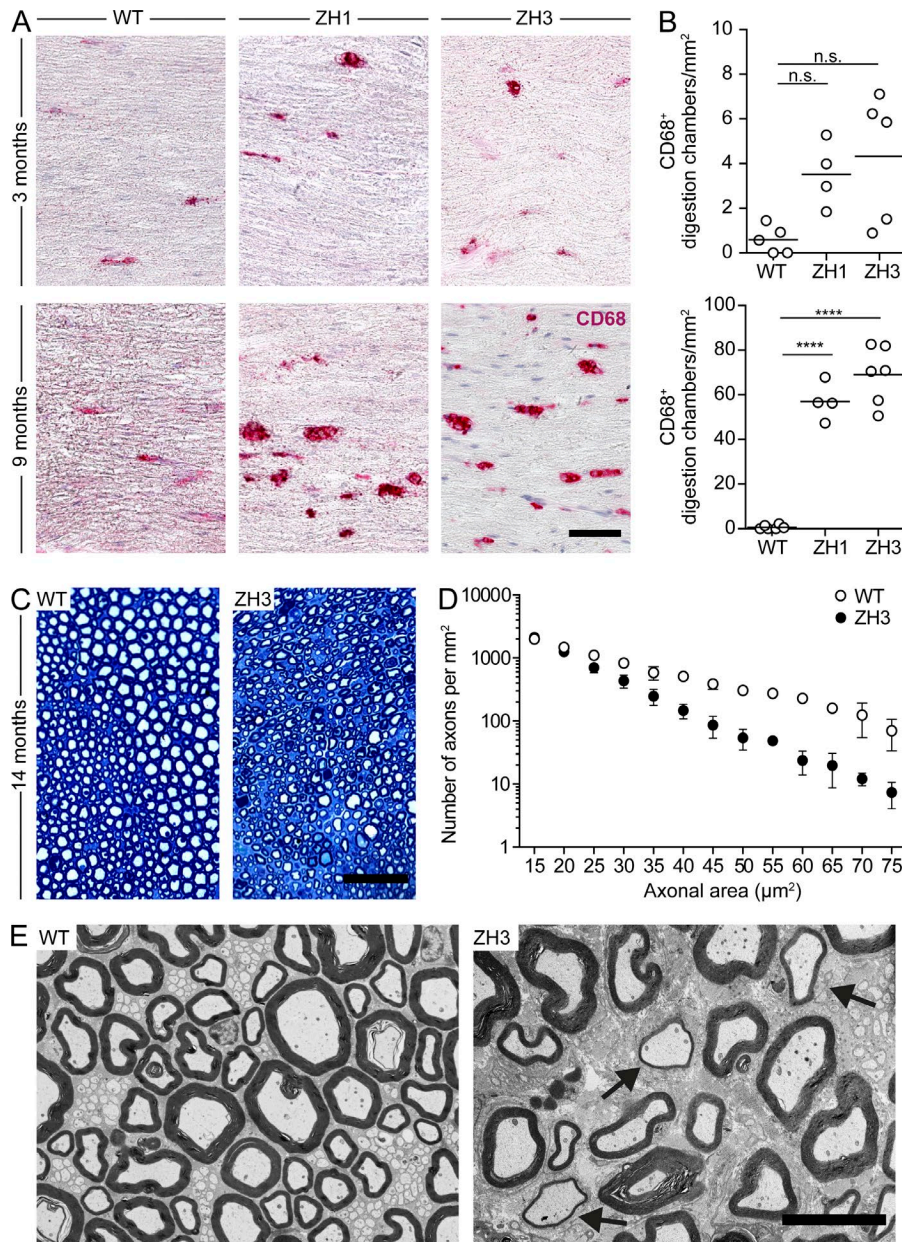 A
WT
ZH1
ZH3
3 months
9 months
CD68
B
CD68⁺
digestion chambers/mm²
8
6
4
2
0
n.s.
n.s.
WT
ZH1
ZH3
CD68⁺
digestion chambers/mm²
100
80
60
40
20
0
****
****
WT
ZH1
ZH3
C
WT
ZH3
14 months
D
WT
ZH3
Number of axons per mm²
10000
1000
100
10
1
15 20 25 30 35 40 45 50 55 60 65 70 75
Axonal area (µm²)
E
WT
ZH3